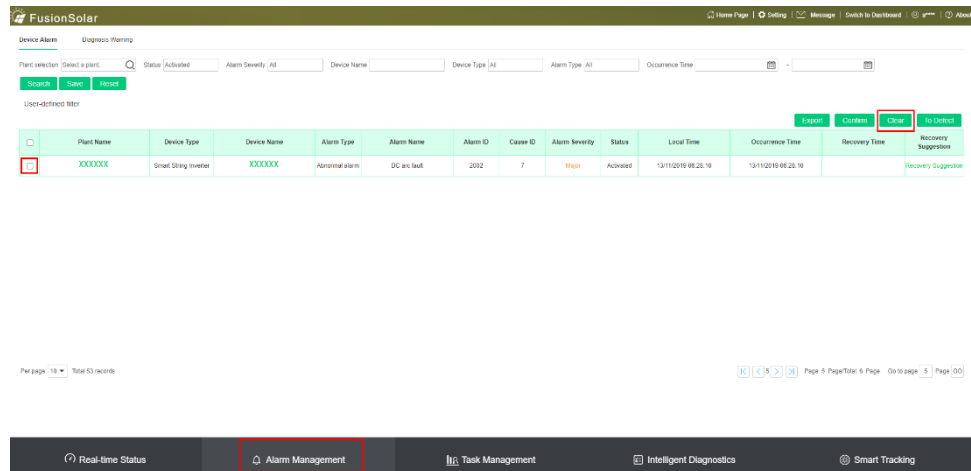 FusionSolar
Home Page | Setting | Message | Switch to Dashboard | a**** | About
Device Alarm Diagnosis Warning
Plant selection Select a plant. Status Activated Alarm Severity All Device Name Device Type All Alarm Type All Occurrence Time -
Search Save Reset
User-defined filter
Export Confirm Clear To Defect
Plant Name Device Type Device Name Alarm Type Alarm Name Alarm ID Cause ID Alarm Severity Status Local Time Occurrence Time Recovery Time Recovery Suggestion
XXXXXX Smart String Inverter XXXXXX Abnormal alarm DC arc fault 2002 7 Major Activated 13/11/2019 08:28:10 13/11/2019 08:28:10 Recovery Suggestion
Per page 10 Total 53 records
5 Page 5 Page/Total 6 Page Go to page 5 Page GO
Real-time Status Alarm Management Task Management Intelligent Diagnostics Smart Tracking